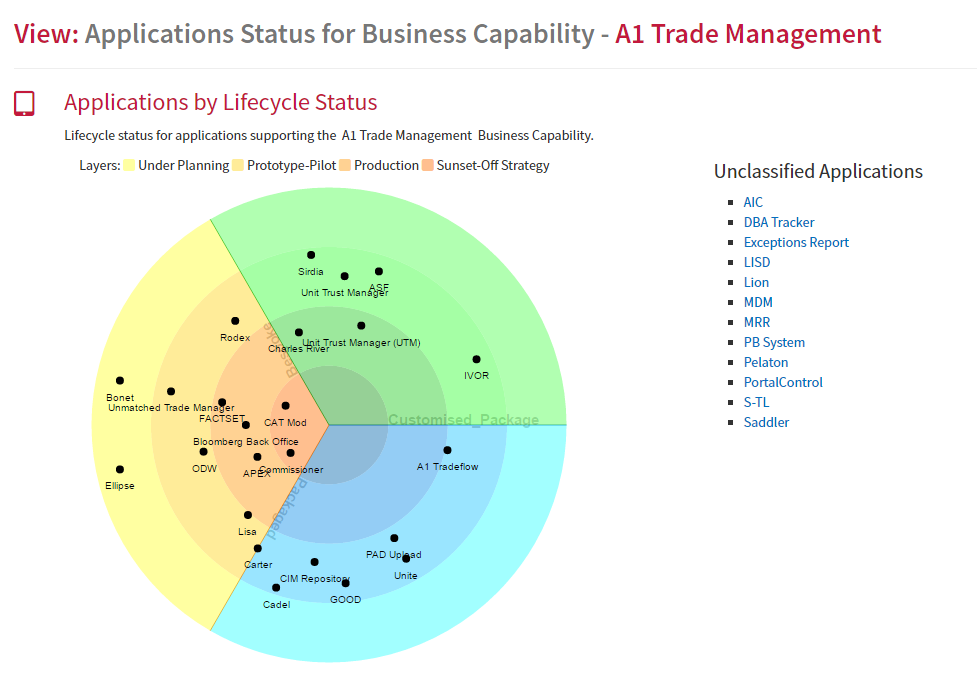 View: Applications Status for Business Capability - A1 Trade Management
Applications by Lifecycle Status
Lifecycle status for applications supporting the A1 Trade Management Business Capability.
Layers: Under Planning Prototype-Pilot Production Sunset-Off Strategy
Unclassified Applications
AIC
DBA Tracker
Exceptions Report
LISD
Lion
MDM
MRR
PB System
Pelaton
PortalControl
S-TL
Saddler
Sirdia
ASF
Unit Trust Manager
Rodex
Bespoke
Charles River
Unit Trust Manager (UTM)
IVOR
Bonet
Unmatched Trade Manager
FACTSET
CAT Mod
Customised_Package
Bloomberg Back Office
ODW
APEX
Commissioner
A1 Tradeflow
Ellipse
Packaged
Lisa
Carter
PAD Upload
CIM Repository
Unite
Cadel
GOOD